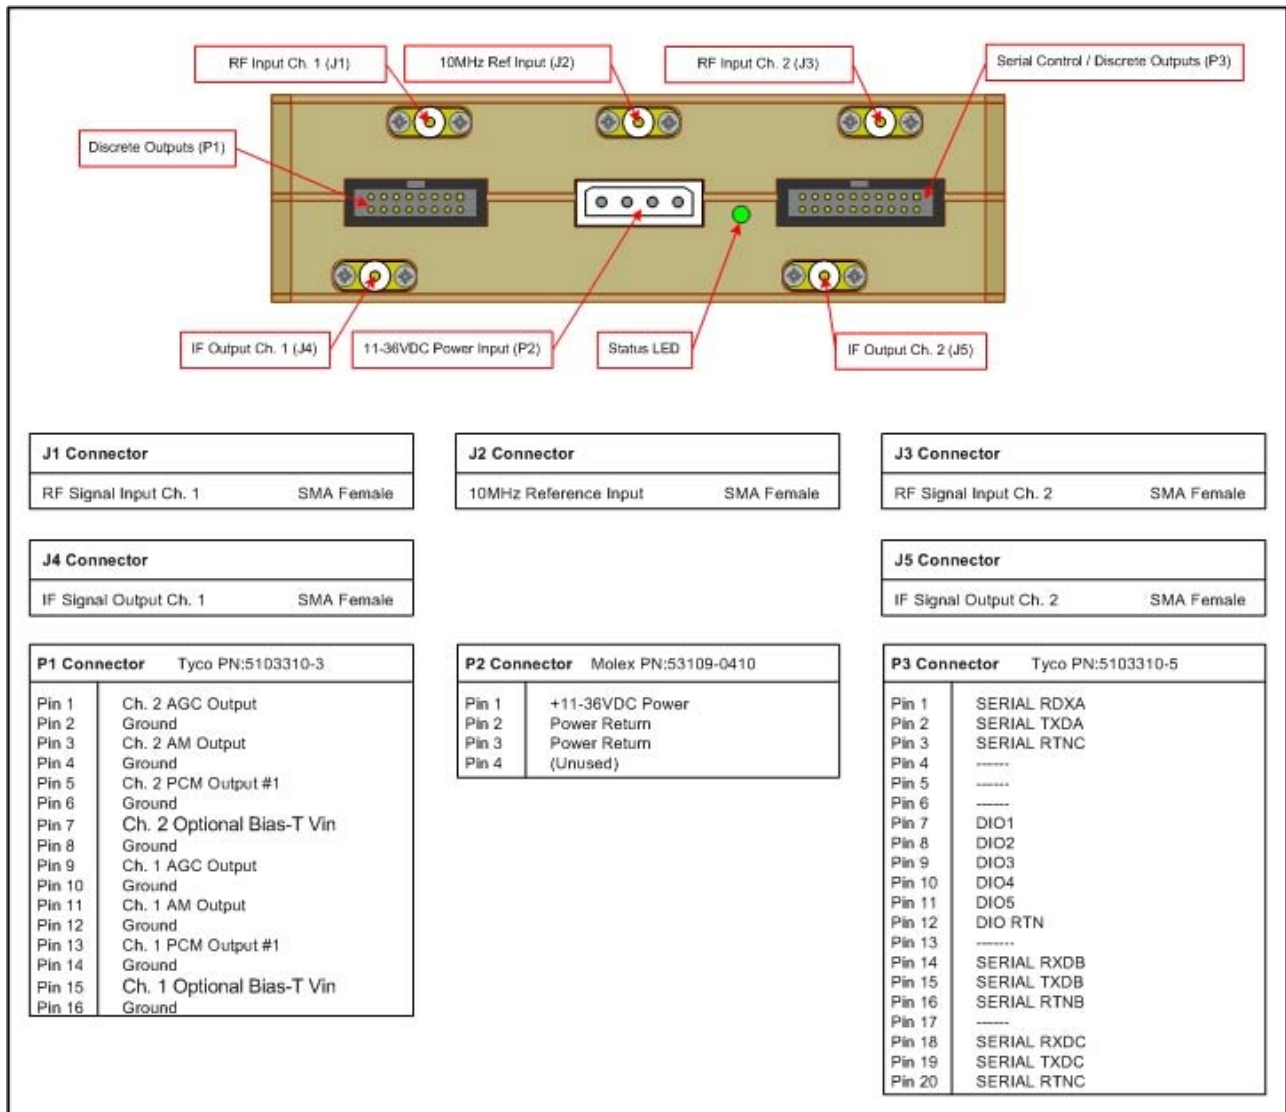 RF Input Ch. 1 (J1)
10MHz Ref Input (J2)
RF Input Ch. 2 (J3)
Serial Control / Discrete Outputs (P3)
Discrete Outputs (P1)
IF Output Ch. 1 (J4)
11-36VDC Power Input (P2)
Status LED
IF Output Ch. 2 (J5)
J1 Connector
RF Signal Input Ch. 1 SMA Female
J2 Connector
10MHz Reference Input SMA Female
J3 Connector
RF Signal Input Ch. 2 SMA Female
J4 Connector
IF Signal Output Ch. 1 SMA Female
J5 Connector
IF Signal Output Ch. 2 SMA Female
P1 Connector Tyco PN:5103310-3
Pin 1 Ch. 2 AGC Output
Pin 2 Ground
Pin 3 Ch. 2 AM Output
Pin 4 Ground
Pin 5 Ch. 2 PCM Output #1
Pin 6 Ground
Pin 7 Ch. 2 Optional Bias-T Vin
Pin 8 Ground
Pin 9 Ch. 1 AGC Output
Pin 10 Ground
Pin 11 Ch. 1 AM Output
Pin 12 Ground
Pin 13 Ch. 1 PCM Output #1
Pin 14 Ground
Pin 15 Ch. 1 Optional Bias-T Vin
Pin 16 Ground
P2 Connector Molex PN:53109-0410
Pin 1 +11-36VDC Power
Pin 2 Power Return
Pin 3 Power Return
Pin 4 (Unused)
P3 Connector Tyco PN:5103310-5
Pin 1 SERIAL RDXA
Pin 2 SERIAL TXDA
Pin 3 SERIAL RTNC
Pin 4 ------
Pin 5 ------
Pin 6 ------
Pin 7 DIO1
Pin 8 DIO2
Pin 9 DIO3
Pin 10 DIO4
Pin 11 DIO5
Pin 12 DIO RTN
Pin 13 -------
Pin 14 SERIAL RXDB
Pin 15 SERIAL TXDB
Pin 16 SERIAL RTNB
Pin 17 ------
Pin 18 SERIAL RXDC
Pin 19 SERIAL TXDC
Pin 20 SERIAL RTNC